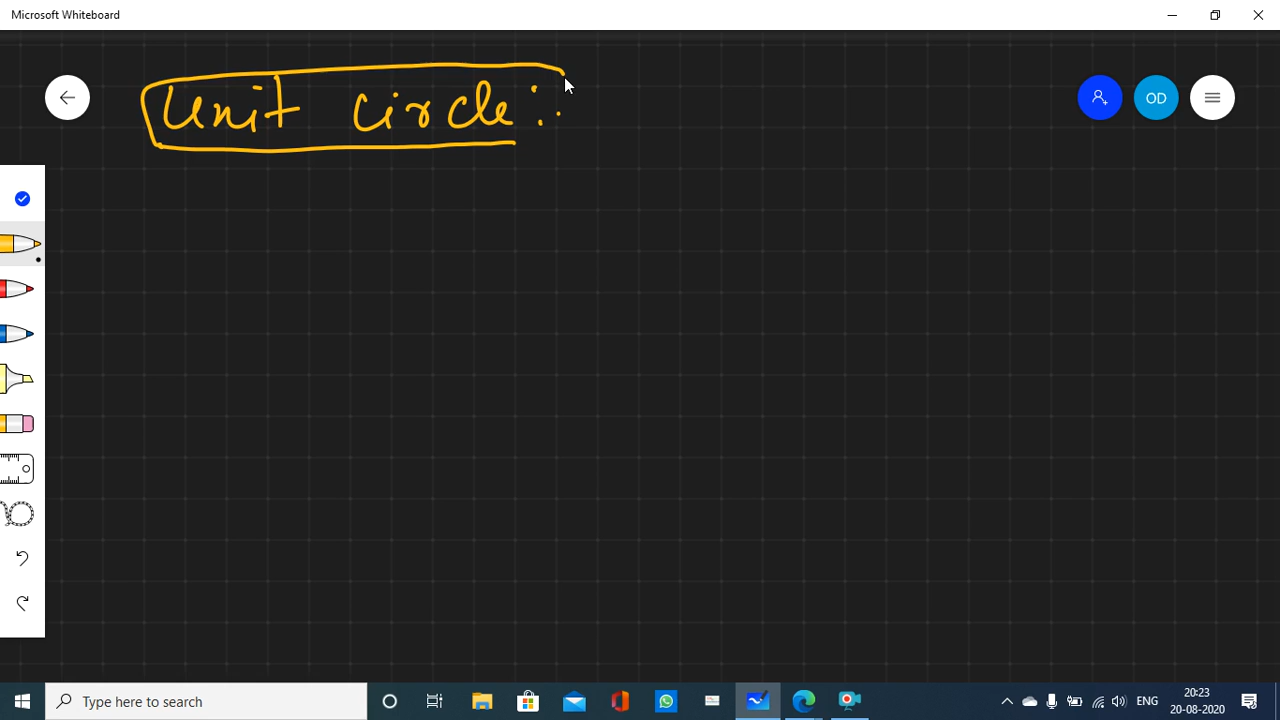 Microsoft Whiteboard
Unit circle :-
OD
Type here to search
ENG
20:23
20-08-2020